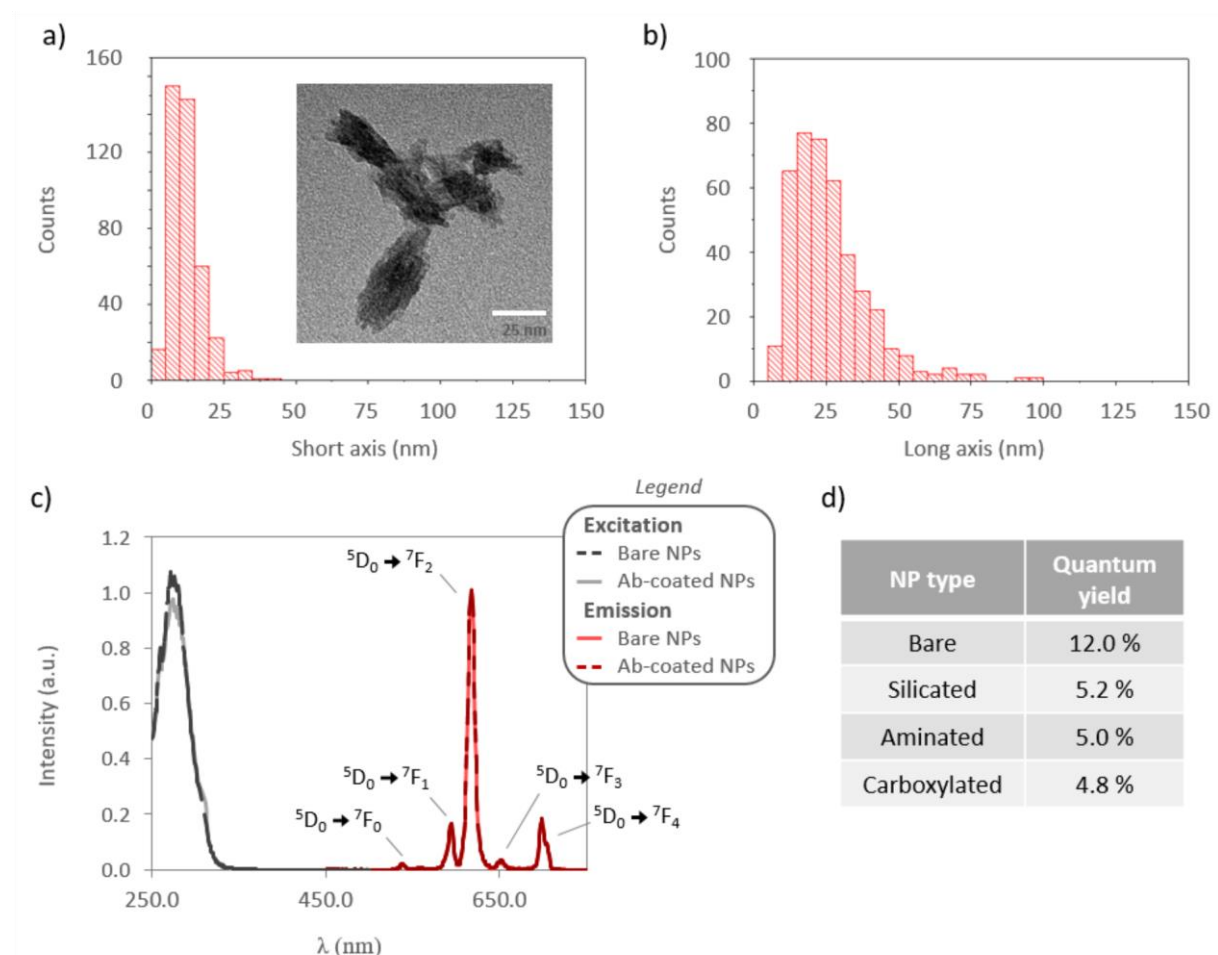 a)
160
120
80
40
0
Counts
0 25 50 75 100 125 150
Short axis (nm)
25 nm
b)
100
80
60
40
20
0
Counts
0 25 50 75 100 125 150
Long axis (nm)
c)
1.2
1.0
0.8
0.6
0.4
0.2
0.0
Intensity (a.u.)
250.0 450.0 650.0
λ (nm)
⁵D₀ → ⁷F₂
⁵D₀ → ⁷F₁
⁵D₀ → ⁷F₀
⁵D₀ → ⁷F₃
⁵D₀ → ⁷F₄
Legend
Excitation
Bare NPs
Ab-coated NPs
Emission
Bare NPs
Ab-coated NPs
d)
NP type Quantum
yield
Bare 12.0 %
Silicated 5.2 %
Aminated 5.0 %
Carboxylated 4.8 %